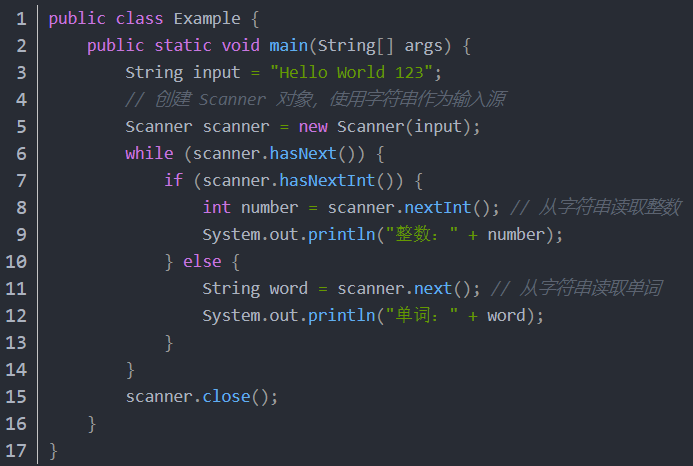 1 public class Example {
2     public static void main(String[] args) {
3         String input = "Hello World 123";
4         // 创建 Scanner 对象，使用字符串作为输入源
5         Scanner scanner = new Scanner(input);
6         while (scanner.hasNext()) {
7             if (scanner.hasNextInt()) {
8                 int number = scanner.nextInt(); // 从字符串读取整数
9                 System.out.println("整数：" + number);
10             } else {
11                 String word = scanner.next(); // 从字符串读取单词
12                 System.out.println("单词：" + word);
13             }
14         }
15         scanner.close();
16     }
17 }